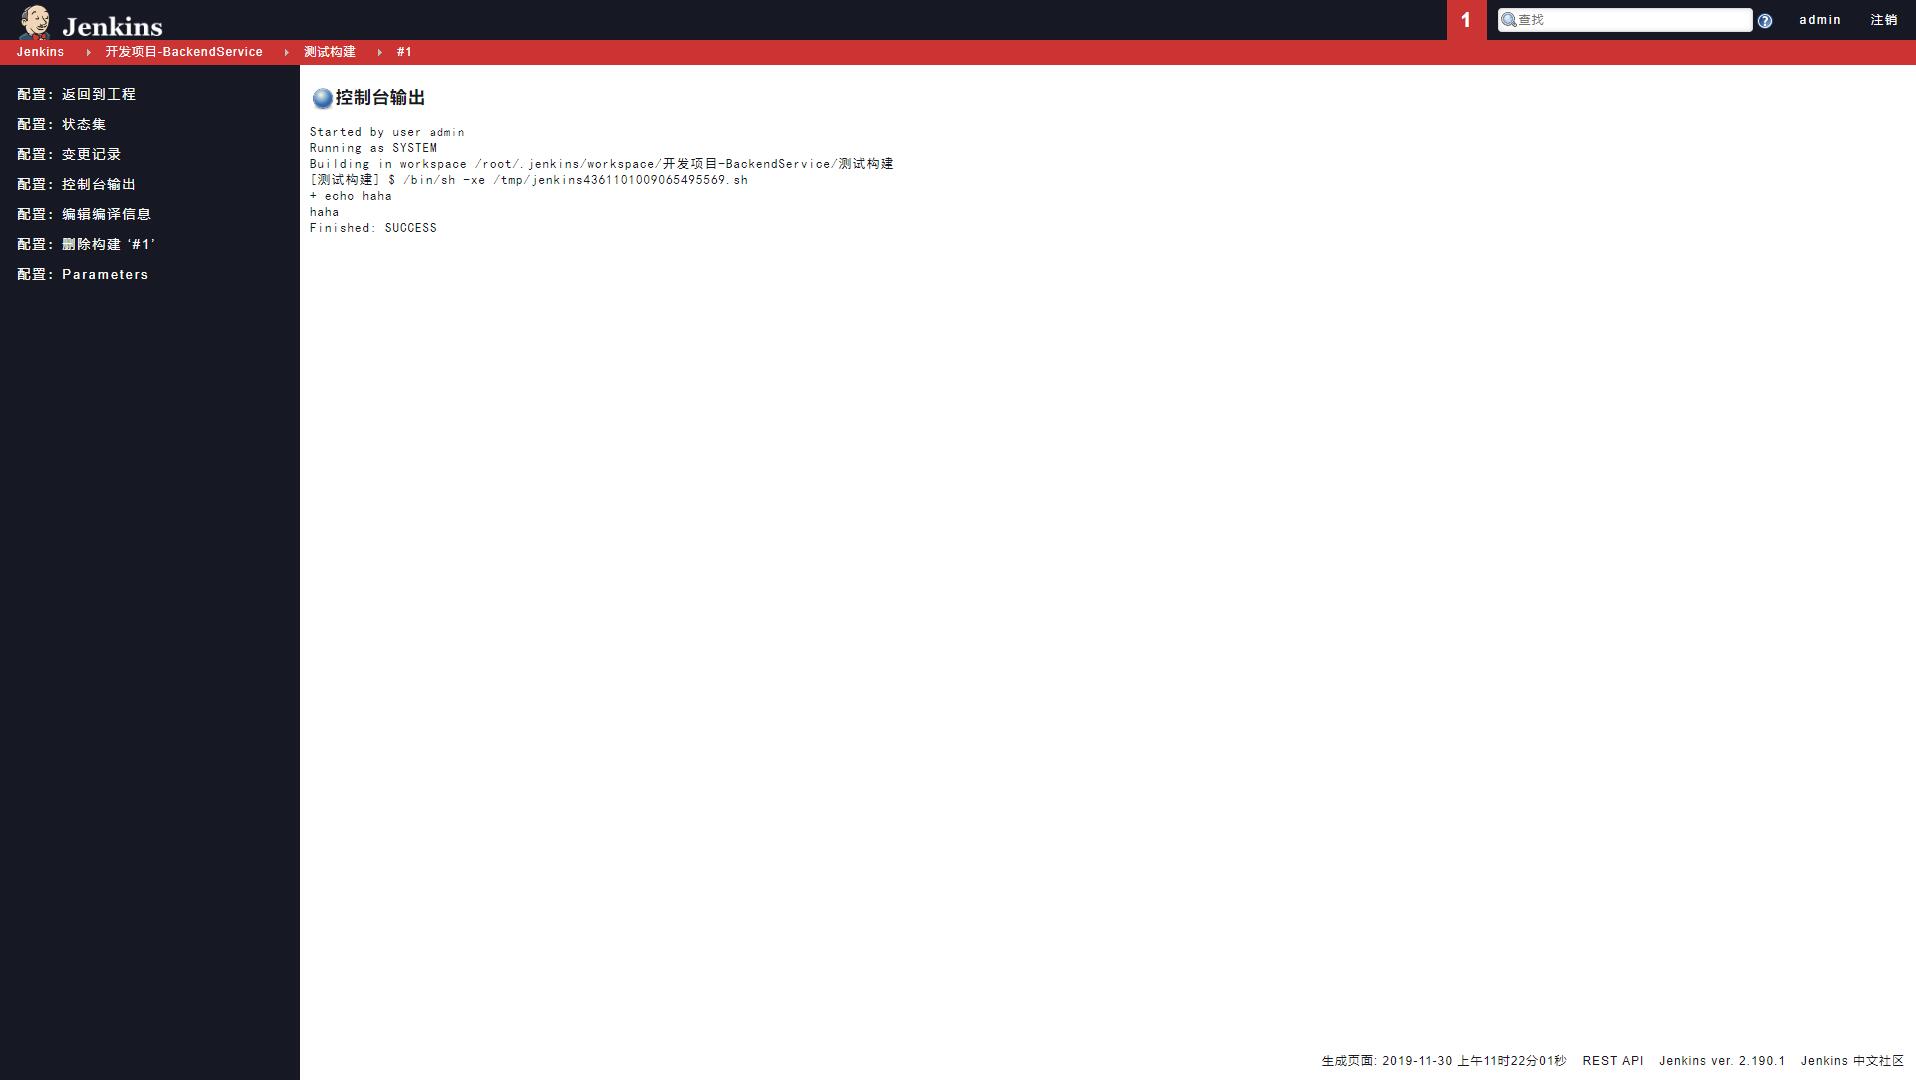 Jenkins
1
查找
admin
注销
Jenkins 开发项目-BackendService 测试构建 #1
配置：返回到工程
配置：状态集
配置：变更记录
配置：控制台输出
配置：编辑编译信息
配置：删除构建 ‘#1’
配置：Parameters
控制台输出
Started by user admin
Running as SYSTEM
Building in workspace /root/.jenkins/workspace/开发项目-BackendService/测试构建
[测试构建] $ /bin/sh -xe /tmp/jenkins4361101009065495569.sh
+ echo haha
haha
Finished: SUCCESS
生成页面: 2019-11-30 上午11时22分01秒 REST API Jenkins ver. 2.190.1 Jenkins 中文社区